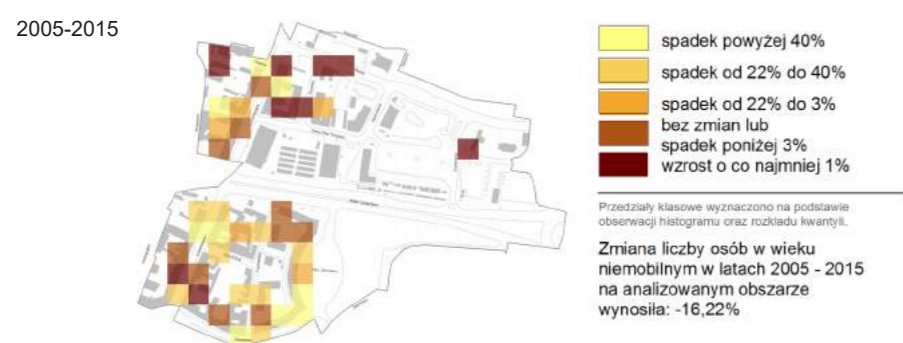 2005-2015
spadek powyżej 40%
spadek od 22% do 40%
spadek od 22% do 3%
bez zmian lub
spadek poniżej 3%
wzrost o co najmniej 1%
Przedziały klasowe wyznaczono na podstawie
obserwacji histogramu oraz rozkładu kwantyli.
Zmiana liczby osób w wieku
niemobilnym w latach 2005 - 2015
na analizowanym obszarze
wynosiła: -16,22%